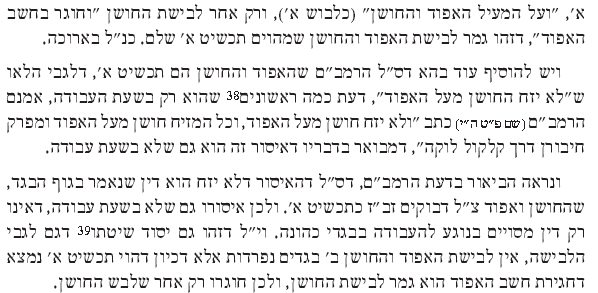 א׳, ״ועל המעיל האפוד והחושן״ (כלבוש א׳), ורק אחר לבישת החושן ״וחוגר בחשב
האפוד״, דזהו גמר לבישת האפוד והחושן שמהוים תכשיט א׳ שלם. כנ״ל בארוכה.
ויש להוסיף עוד בהא דס״ל הרמב״ם שהאפוד והחושן הם תכשיט א׳, דלגבי הלאו
ש״לא יזח החושן מעל האפוד״, דעת כמה ראשונים38 שהוא רק בשעת העבודה, אמנם
הרמב״ם (שם פ״ט ה״י) כתב ״ולא יזח חושן מעל האפוד, וכל המזיח חושן מעל האפוד ומפרק
חיבורן דרך קלקול לוקה״, דמבואר בדבריו דאיסור זה הוא גם שלא בשעת עבודה.
ונראה הביאור בדעת הרמב״ם, דס״ל דהאיסור דלא יזח הוא דין שנאמר בגוף הבגד,
שהחושן ואפוד צ״ל דבוקים זב״ז כתכשיט א׳. ולכן איסורו גם שלא בשעת עבודה, דאינו
רק דין מסויים בנוגע להעבודה בבגדי כהונה. וי״ל דזהו גם יסוד שיטתו39 דגם לגבי
הלבישה, אין לבישת האפוד והחושן ב׳ בגדים נפרדות אלא דכיון דהוי תכשיט א׳ נמצא
דחגירת חשב האפוד הוא גמר לבישת החושן, ולכן חוגרו רק אחר שלבש החושן.